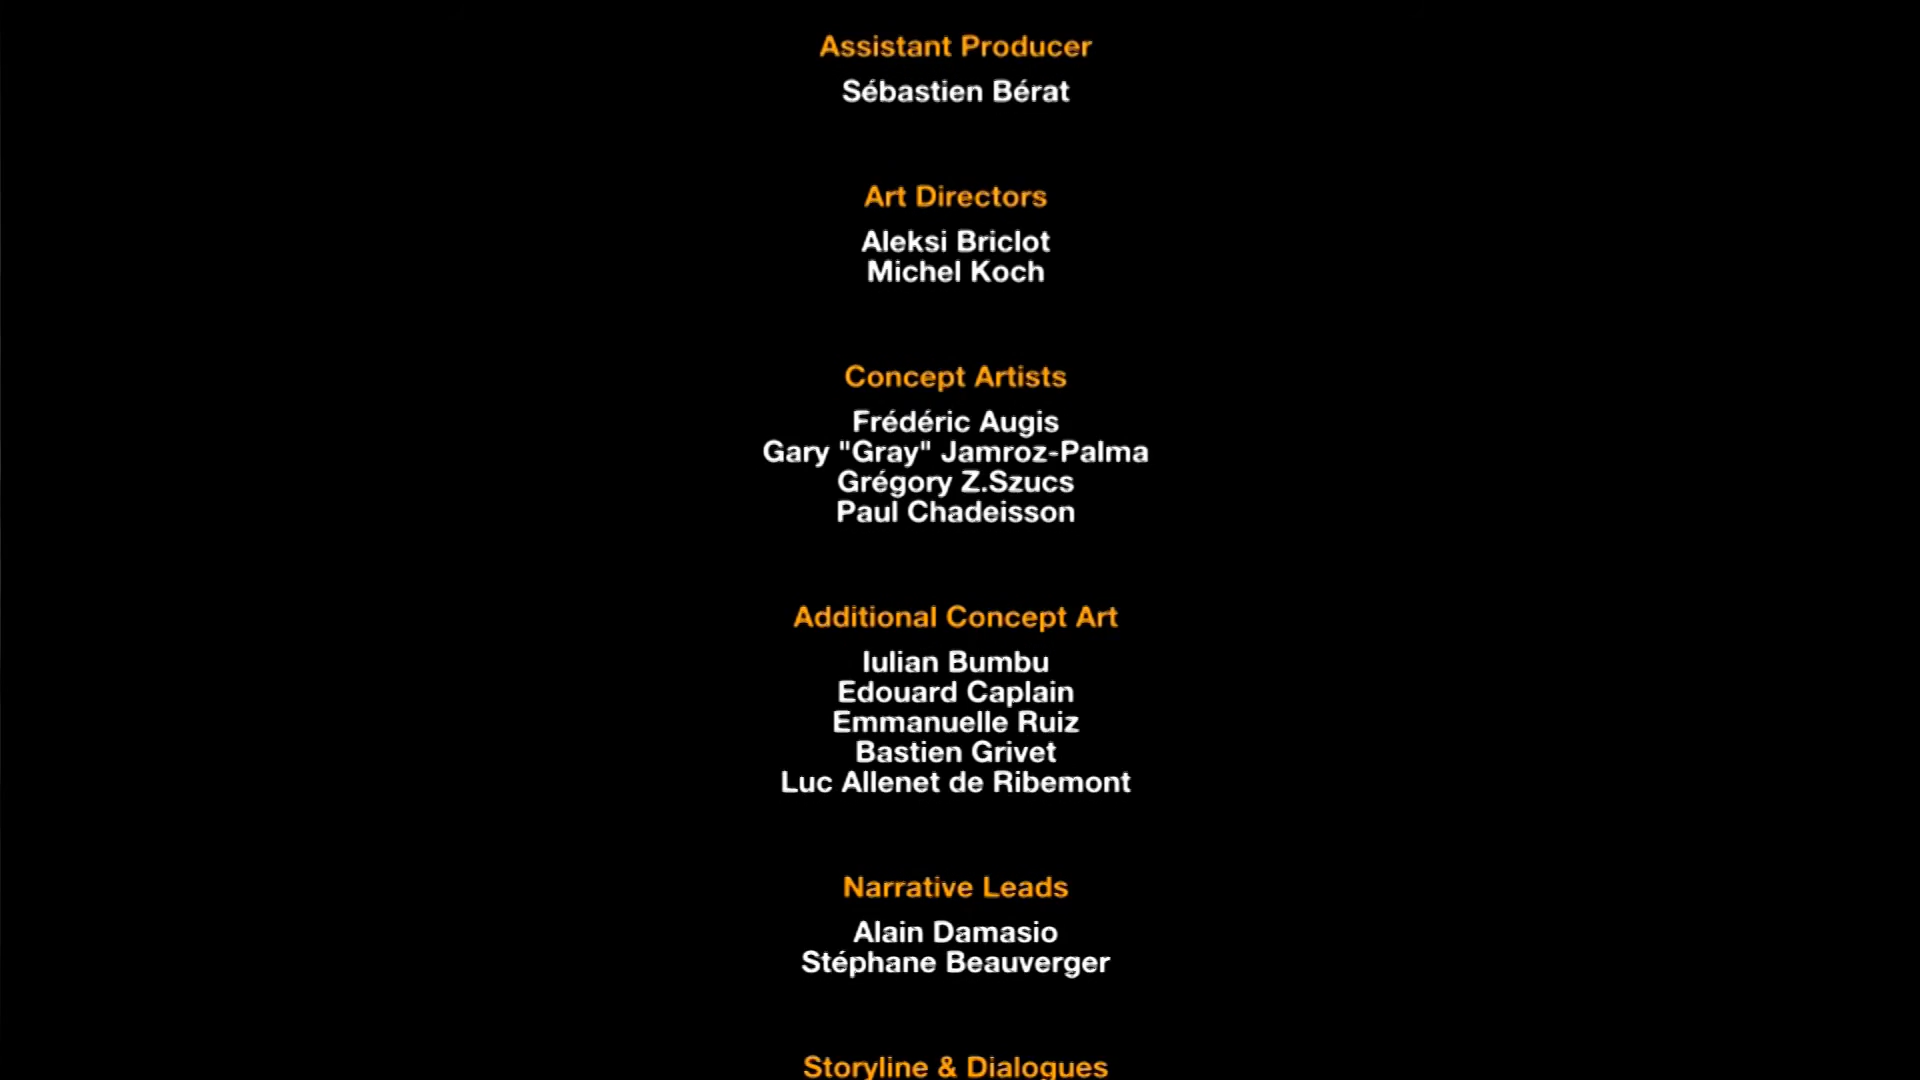 Assistant Producer
Sébastien Bérat
Art Directors
Aleksi Briclot
Michel Koch
Concept Artists
Frédéric Augis
Gary "Gray" Jamroz-Palma
Grégory Z.Szucs
Paul Chadeisson
Additional Concept Art
Iulian Bumbu
Edouard Caplain
Emmanuelle Ruiz
Bastien Grivet
Luc Allenet de Ribemont
Narrative Leads
Alain Damasio
Stéphane Beauverger
Storyline & Dialogues